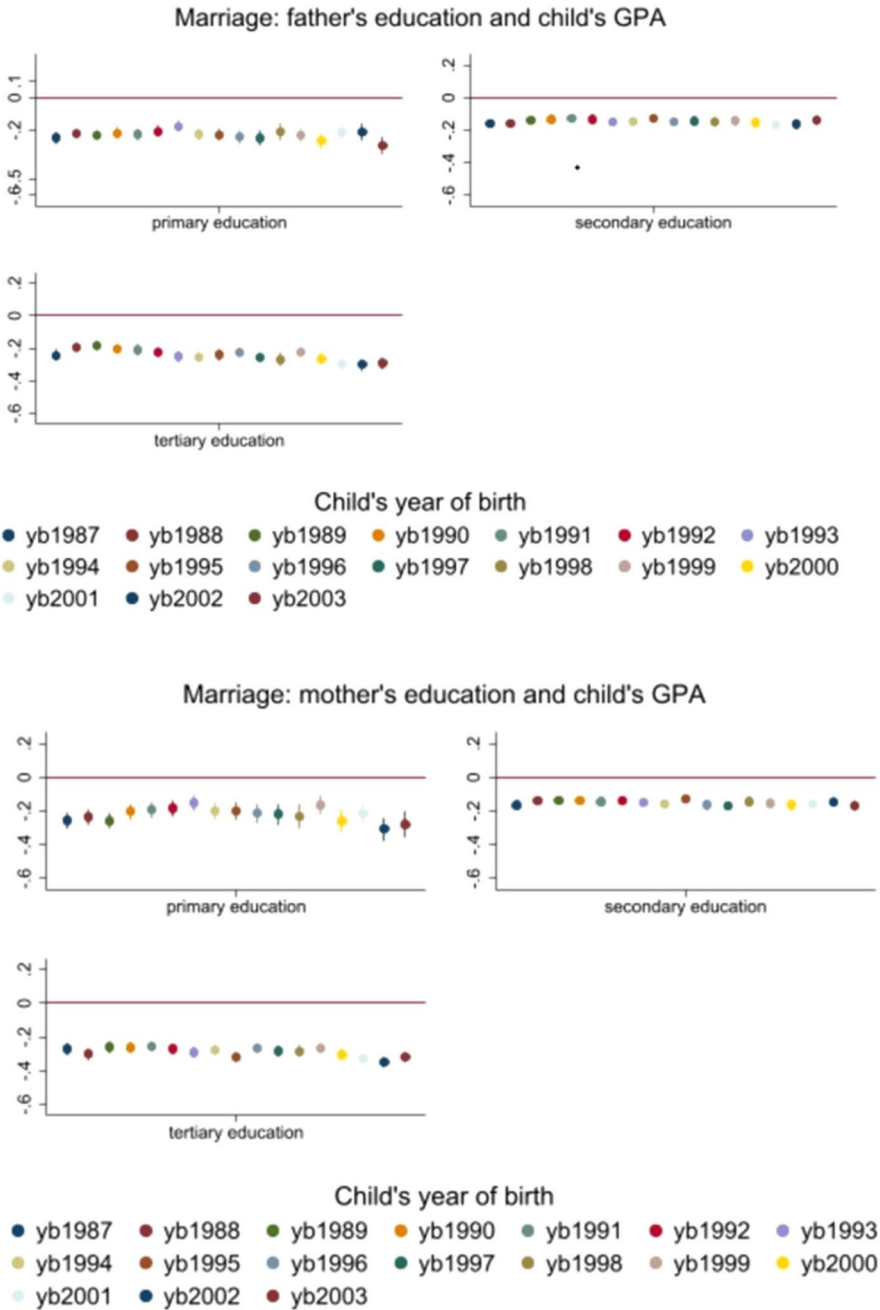 Marriage: father's education and child's GPA
0 .1
-.2
-.6.5
primary education
.2
0
-.2
-.4
-.6
secondary education
.2
0
-.2
-.4
-.6
tertiary education
Child's year of birth
yb1987 yb1988 yb1989 yb1990 yb1991 yb1992 yb1993
yb1994 yb1995 yb1996 yb1997 yb1998 yb1999 yb2000
yb2001 yb2002 yb2003
Marriage: mother's education and child's GPA
.2
0
-.2
-.4
-.6
primary education
.2
0
-.2
-.4
-.6
secondary education
.2
0
-.2
-.4
-.6
tertiary education
Child's year of birth
yb1987 yb1988 yb1989 yb1990 yb1991 yb1992 yb1993
yb1994 yb1995 yb1996 yb1997 yb1998 yb1999 yb2000
yb2001 yb2002 yb2003